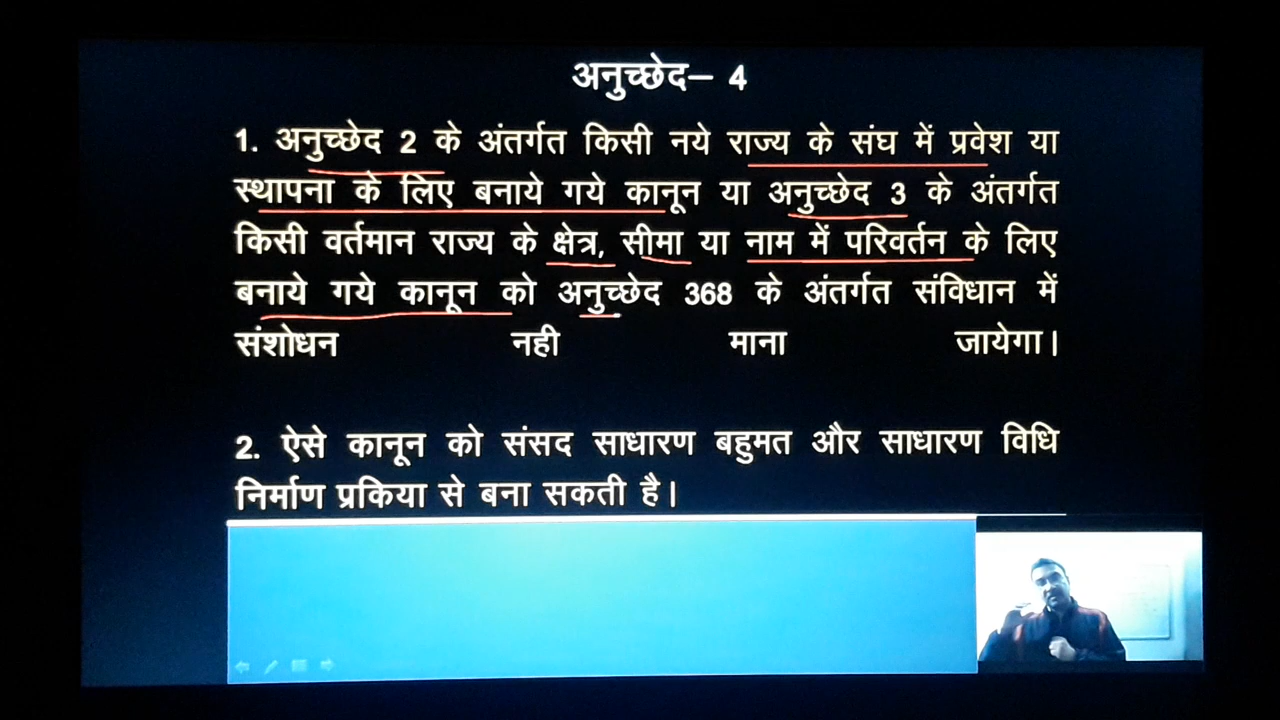 अनुच्छेद– 4
1. अनुच्छेद 2 के अंतर्गत किसी नये राज्य के संघ में प्रवेश या
स्थापना के लिए बनाये गये कानून या अनुच्छेद 3 के अंतर्गत
किसी वर्तमान राज्य के क्षेत्र, सीमा या नाम में परिवर्तन के लिए
बनाये गये कानून को अनुच्छेद 368 के अंतर्गत संविधान में
संशोधन नही माना जायेगा।
2. ऐसे कानून को संसद साधारण बहुमत और साधारण विधि
निर्माण प्रकिया से बना सकती है।